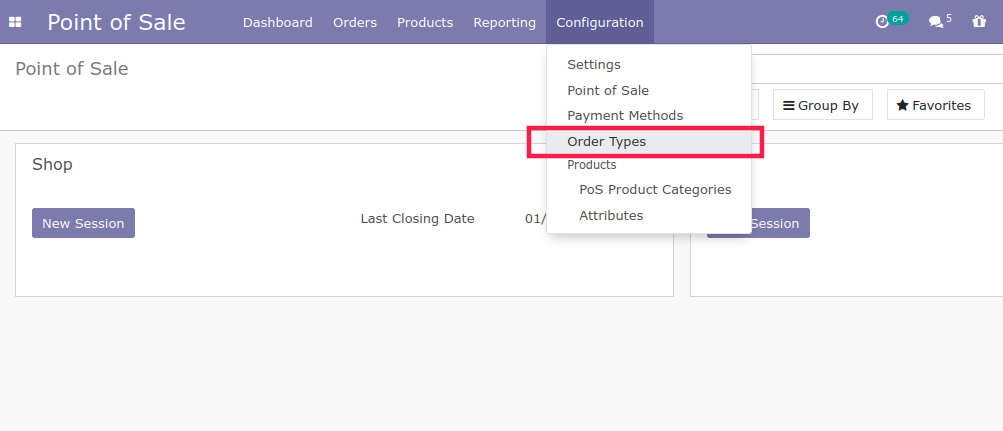 Point of Sale Dashboard Orders Products Reporting Configuration 64 5
Point of Sale
Settings
Point of Sale
Payment Methods
Order Types
Products
PoS Product Categories
Attributes
Group By Favorites
Shop
New Session Last Closing Date 01/
Session